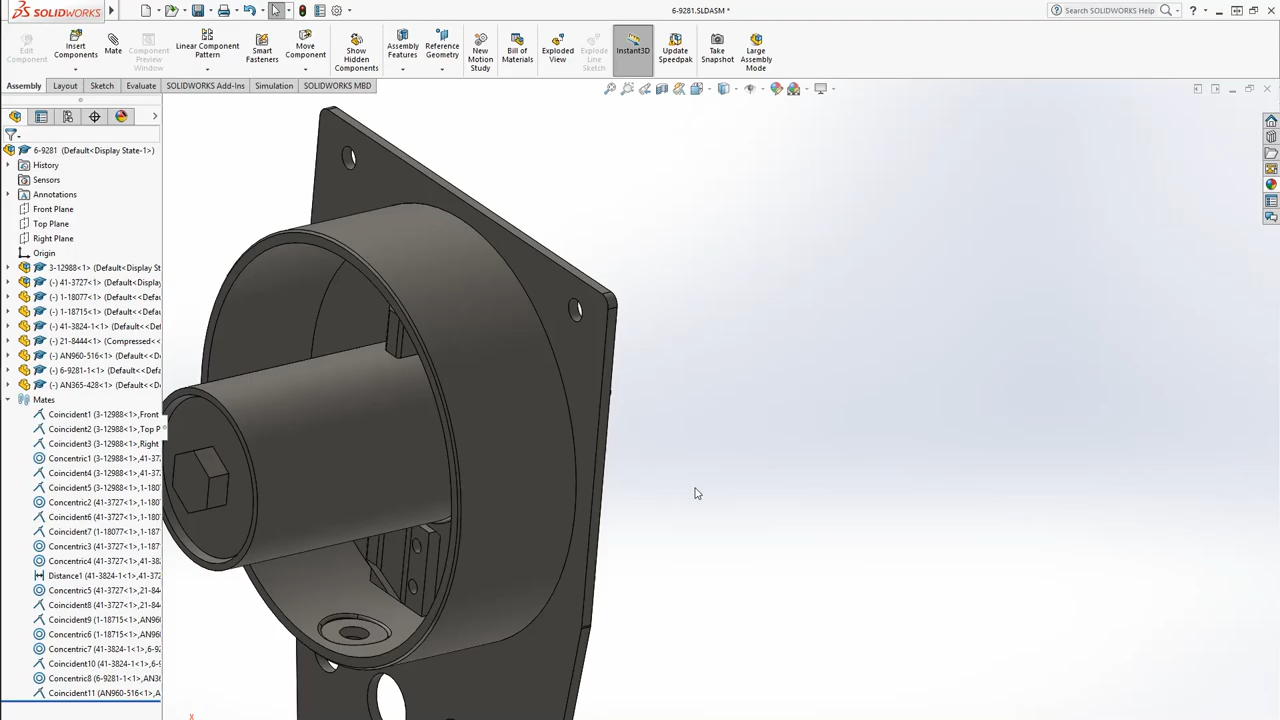 SOLIDWORKS
6-9281.SLDASM *
Search SOLIDWORKS Help
Edit Component
Insert Components
Mate
Component Preview Window
Linear Component Pattern
Smart Fasteners
Move Component
Show Hidden Components
Assembly Features
Reference Geometry
New Motion Study
Bill of Materials
Exploded View
Explode Line Sketch
Instant3D
Update Speedpak
Take Snapshot
Large Assembly Mode
Assembly
Layout
Sketch
Evaluate
SOLIDWORKS Add-Ins
Simulation
SOLIDWORKS MBD
6-9281 (Default<Display State-1>)
History
Sensors
Annotations
Front Plane
Top Plane
Right Plane
Origin
3-12988<1> (Default<Display St
(-) 41-3727<1> (Default<Display
(-) 1-18077<1> (Default<<Defau
(-) 1-18715<1> (Default<<Defau
(-) 41-3824-1<1> (Default<<Defa
(-) 21-8444<1> (Compressed<<
(-) AN960-516<1> (Default<<De
(-) 6-9281-1<1> (Default<<Defau
(-) AN365-428<1> (Default<<De
Mates
Coincident1 (3-12988<1>,Front
Coincident2 (3-12988<1>,Top P
Coincident3 (3-12988<1>,Right
Concentric1 (3-12988<1>,41-37
Coincident4 (3-12988<1>,41-37
Coincident5 (3-12988<1>,41-37
Concentric2 (41-3727<1>,1-180
Coincident6 (41-3727<1>,1-180
Coincident7 (1-18077<1>,1-187
Concentric3 (41-3727<1>,1-187
Concentric4 (41-3727<1>,41-38
Distance1 (41-3824-1<1>,41-37
Concentric5 (41-3727<1>,21-84
Coincident8 (41-3727<1>,21-84
Coincident9 (1-18715<1>,AN96
Concentric6 (1-18715<1>,AN96
Concentric7 (41-3824-1<1>,6-9
Coincident10 (41-3824-1<1>,6-
Concentric8 (6-9281-1<1>,AN36
Coincident11 (AN960-516<1>,A